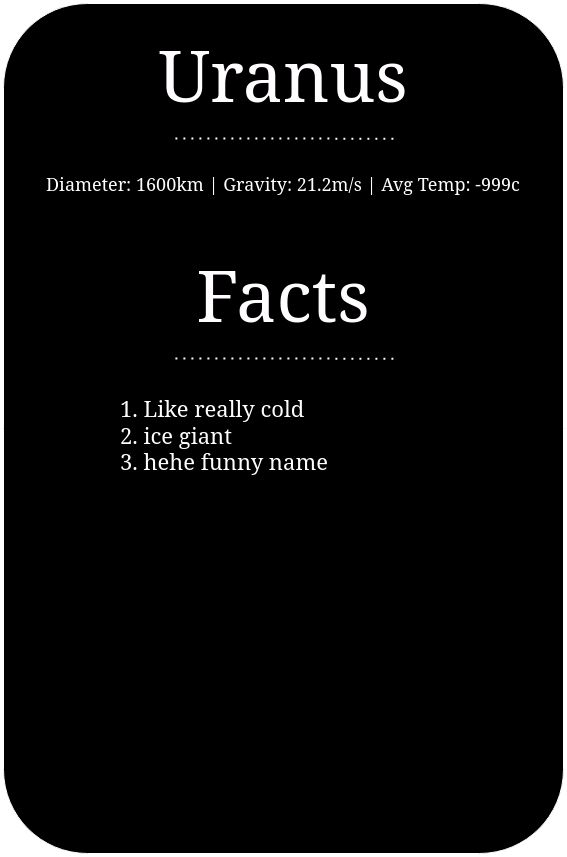 Uranus
............................
Diameter: 1600km | Gravity: 21.2m/s | Avg Temp: -999c
Facts
............................
1. Like really cold
2. ice giant
3. hehe funny name